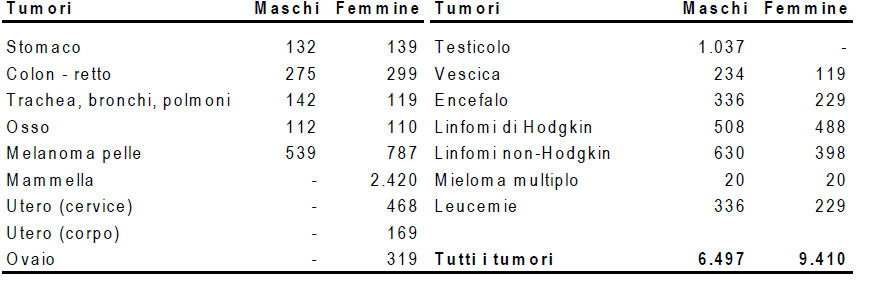 Tumori Maschi Femmine Tumori Maschi Femmine
Stomaco 132 139 Testicolo 1.037 -
Colon - retto 275 299 Vescica 234 119
Trachea, bronchi, polmoni 142 119 Encefalo 336 229
Osso 112 110 Linfomi di Hodgkin 508 488
Melanoma pelle 539 787 Linfomi non-Hodgkin 630 398
Mammella - 2.420 Mieloma multiplo 20 20
Utero (cervice) - 468 Leucemie 336 229
Utero (corpo) - 169
Ovaio - 319 Tutti i tumori 6.497 9.410